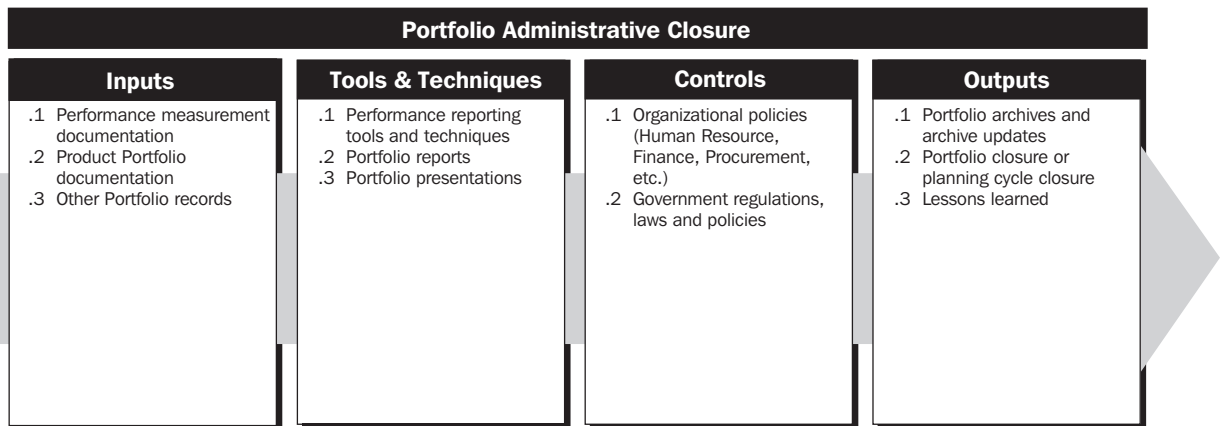 Portfolio Administrative Closure
Inputs
.1 Performance measurement
documentation
.2 Product Portfolio
documentation
.3 Other Portfolio records
Tools & Techniques
.1 Performance reporting
tools and techniques
.2 Portfolio reports
.3 Portfolio presentations
Controls
.1 Organizational policies
(Human Resource,
Finance, Procurement,
etc.)
.2 Government regulations,
laws and policies
Outputs
.1 Portfolio archives and
archive updates
.2 Portfolio closure or
planning cycle closure
.3 Lessons learned